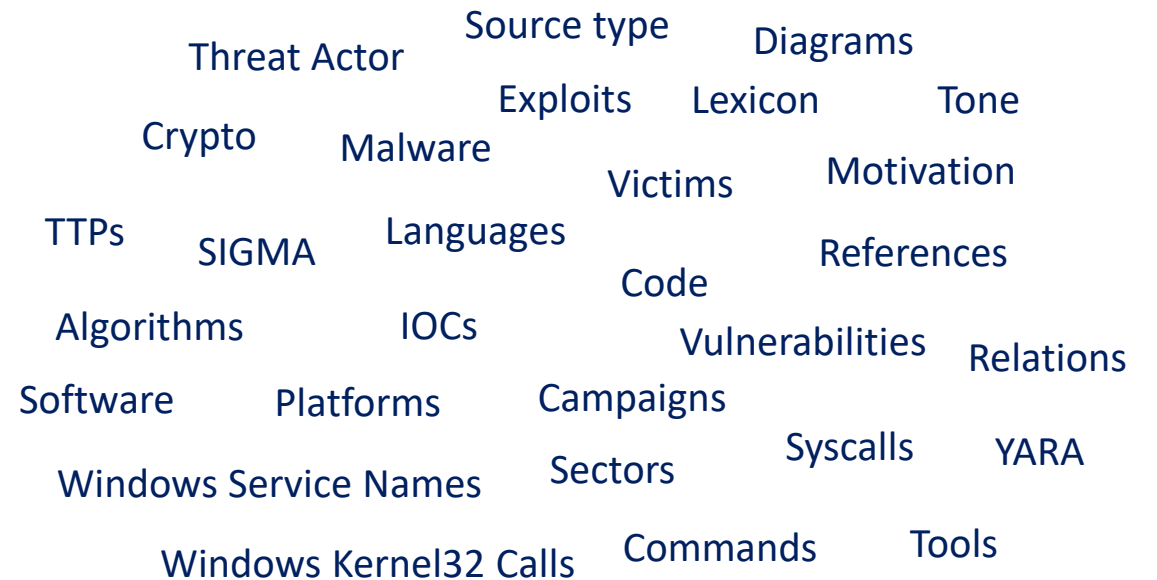 Source type
Threat Actor
Diagrams
Exploits
Lexicon
Tone
Crypto
Malware
Victims
Motivation
TTPs
SIGMA
Languages
References
Code
Algorithms
IOCs
Vulnerabilities
Relations
Software
Platforms
Campaigns
Syscalls
YARA
Windows Service Names
Sectors
Windows Kernel32 Calls
Commands
Tools